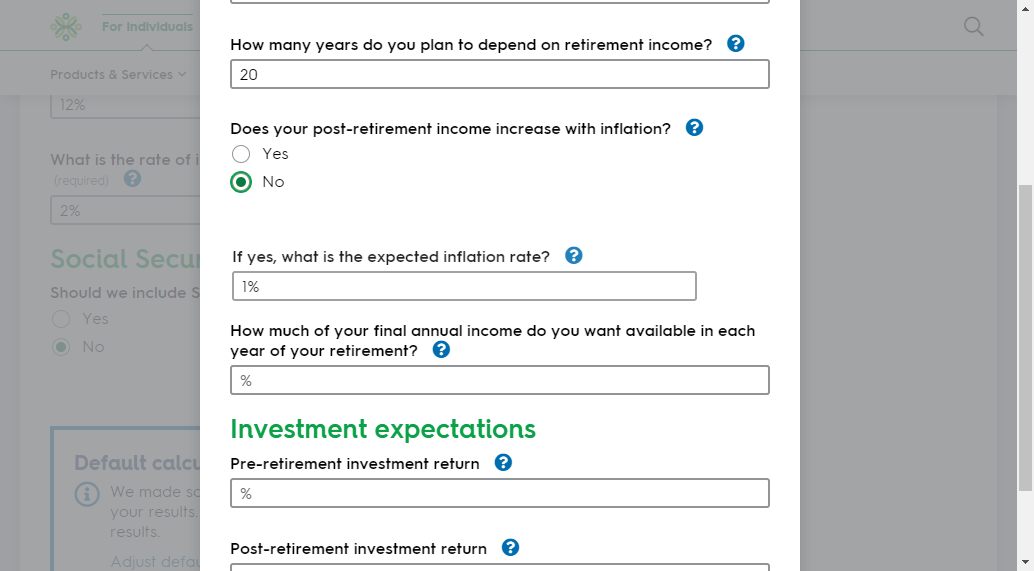 For Individuals
Products & Services
12%
What is the rate of i
(required)
2%
Social Secur
Should we include S
Yes
No
Default calcu
We made so
your results.
results.
Adjust defau
How many years do you plan to depend on retirement income? ?
20
Does your post-retirement income increase with inflation? ?
Yes
No
If yes, what is the expected inflation rate? ?
1%
How much of your final annual income do you want available in each
year of your retirement? ?
%
Investment expectations
Pre-retirement investment return ?
%
Post-retirement investment return ?